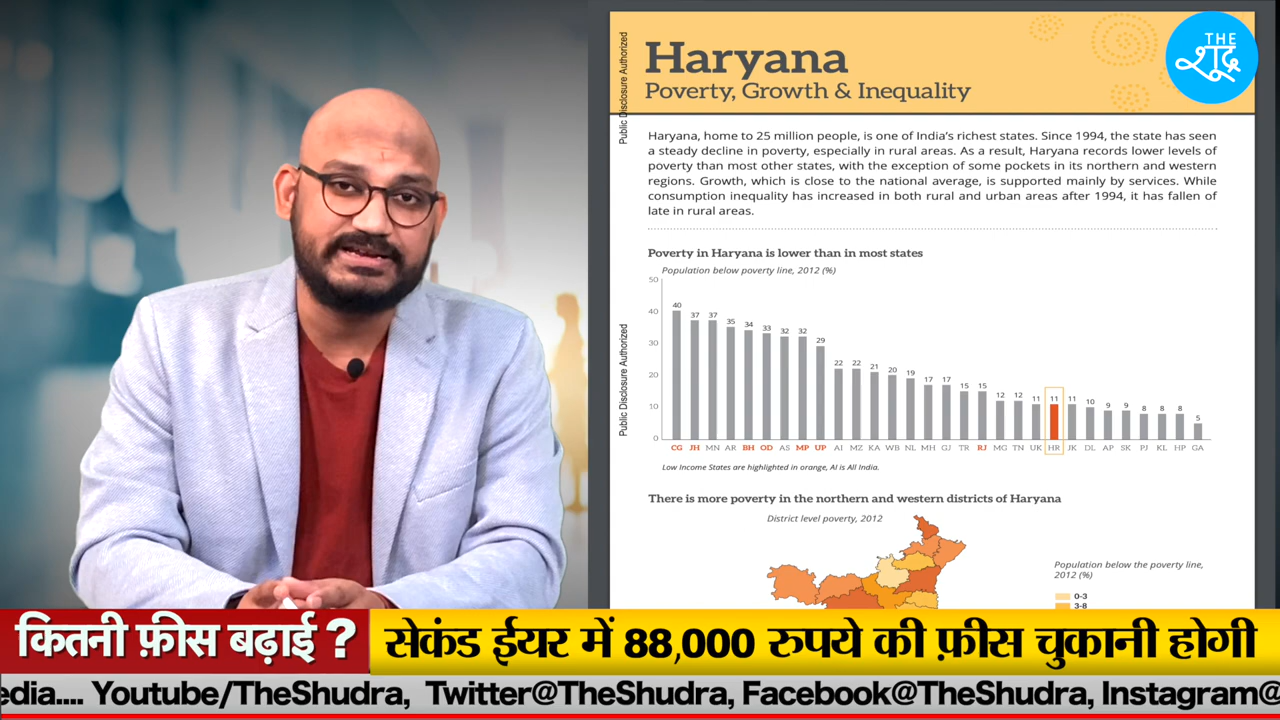 Haryana
Poverty, Growth & Inequality
THE
शूद्र
Public Disclosure Authorized
Haryana, home to 25 million people, is one of India's richest states. Since 1994, the state has seen
a steady decline in poverty, especially in rural areas. As a result, Haryana records lower levels of
poverty than most other states, with the exception of some pockets in its northern and western
regions. Growth, which is close to the national average, is supported mainly by services. While
consumption inequality has increased in both rural and urban areas after 1994, it has fallen of
late in rural areas.
Poverty in Haryana is lower than in most states
Population below poverty line, 2012 (%)
50
40
30
20
10
0
40 37 37 35 34 33 32 32 29 22 22 21 20 19 17 17 15 15 12 12 11 11 11 10 9 9 8 8 8 5
CG JH MN AR BH OD AS MP UP AI MZ KA WB NL MH GJ TR RJ MG TN UK HR JK DL AP SK PJ KL HP GA
Public Disclosure Authorized
Low Income States are highlighted in orange, AI is All India.
There is more poverty in the northern and western districts of Haryana
District level poverty, 2012
Population below the poverty line,
2012 (%)
0-3
3-8
कितनी फ़ीस बढ़ाई ?
सेकंड ईयर में 88,000 रुपये की फ़ीस चुकानी होगी
edia.... Youtube/TheShudra, Twitter@TheShudra, Facebook@TheShudra, Instagram@